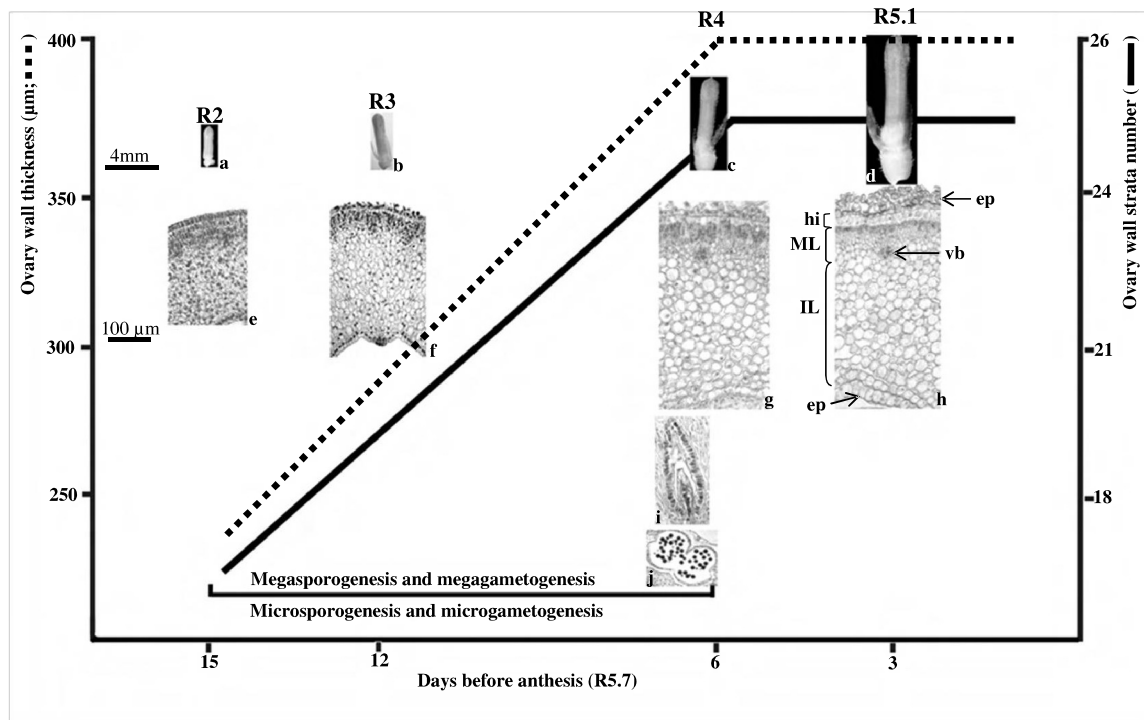 R2
R3
R4
R5.1
400
350
300
250
Ovary wall thickness (µm; )
26
24
21
18
Ovary wall strata number ( )
4mm
a
b
c
d
100 µm
e
f
g
h
ep
hi
ML
vb
IL
ep
i
j
Megasporogenesis and megagametogenesis
Microsporogenesis and microgametogenesis
15
12
6
3
Days before anthesis (R5.7)